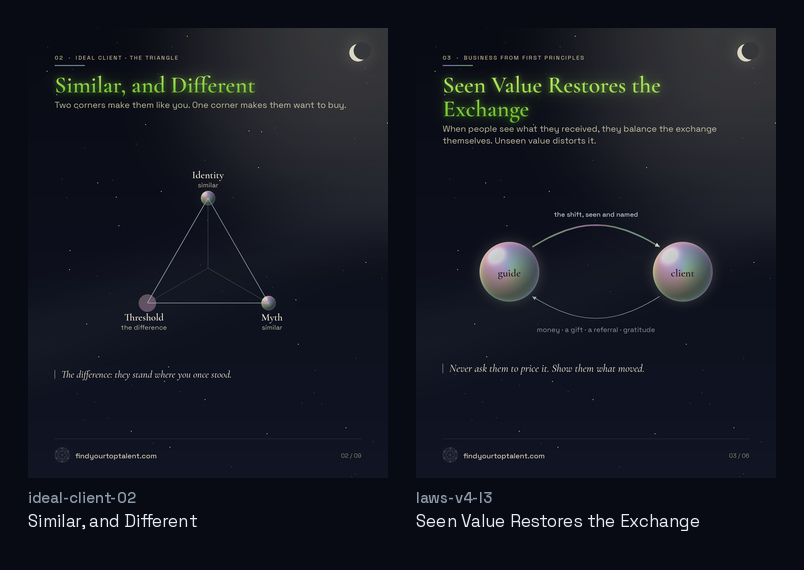 02 · IDEAL CLIENT · THE TRIANGLE
Similar, and Different
Two corners make them like you. One corner makes them want to buy.
Identity
similar
Threshold
the difference
Myth
similar
The difference: they stand where you once stood.
findyourtoptalent.com
02 / 09
ideal-client-02
Similar, and Different
03 · BUSINESS FROM FIRST PRINCIPLES
Seen Value Restores the
Exchange
When people see what they received, they balance the exchange
themselves. Unseen value distorts it.
the shift, seen and named
guide
client
money · a gift · a referral · gratitude
Never ask them to price it. Show them what moved.
findyourtoptalent.com
03 / 06
laws-v4-l3
Seen Value Restores the Exchange